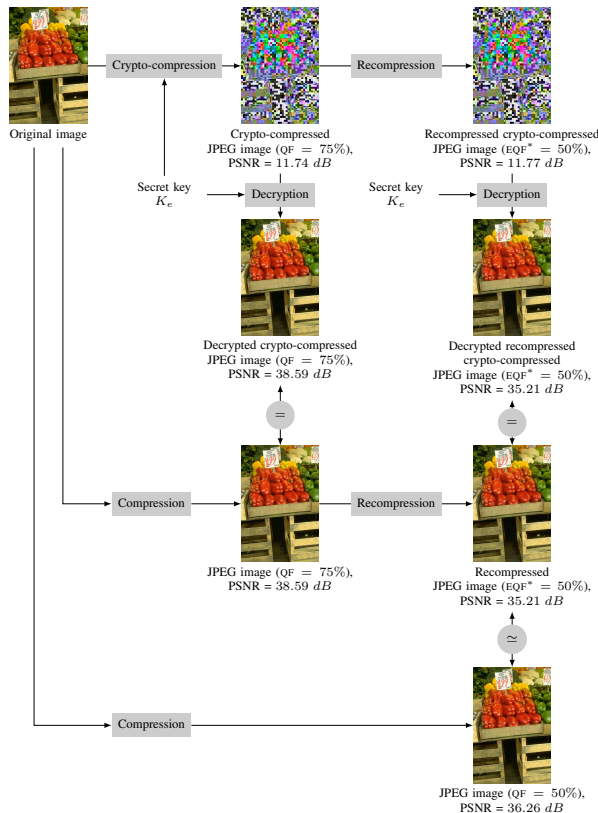 Crypto-compression
Recompression
Original image
Crypto-compressed
JPEG image (QF = 75%),
PSNR = 11.74 dB
Recompressed crypto-compressed
JPEG image (EQF* = 50%),
PSNR = 11.77 dB
Secret key
K_e
Decryption
Secret key
K_e
Decryption
Decrypted crypto-compressed
JPEG image (QF = 75%),
PSNR = 38.59 dB
Decrypted recompressed
crypto-compressed
JPEG image (EQF* = 50%),
PSNR = 35.21 dB
=
=
Compression
Recompression
JPEG image (QF = 75%),
PSNR = 38.59 dB
Recompressed
JPEG image (EQF* = 50%),
PSNR = 35.21 dB
≃
Compression
JPEG image (QF = 50%),
PSNR = 36.26 dB